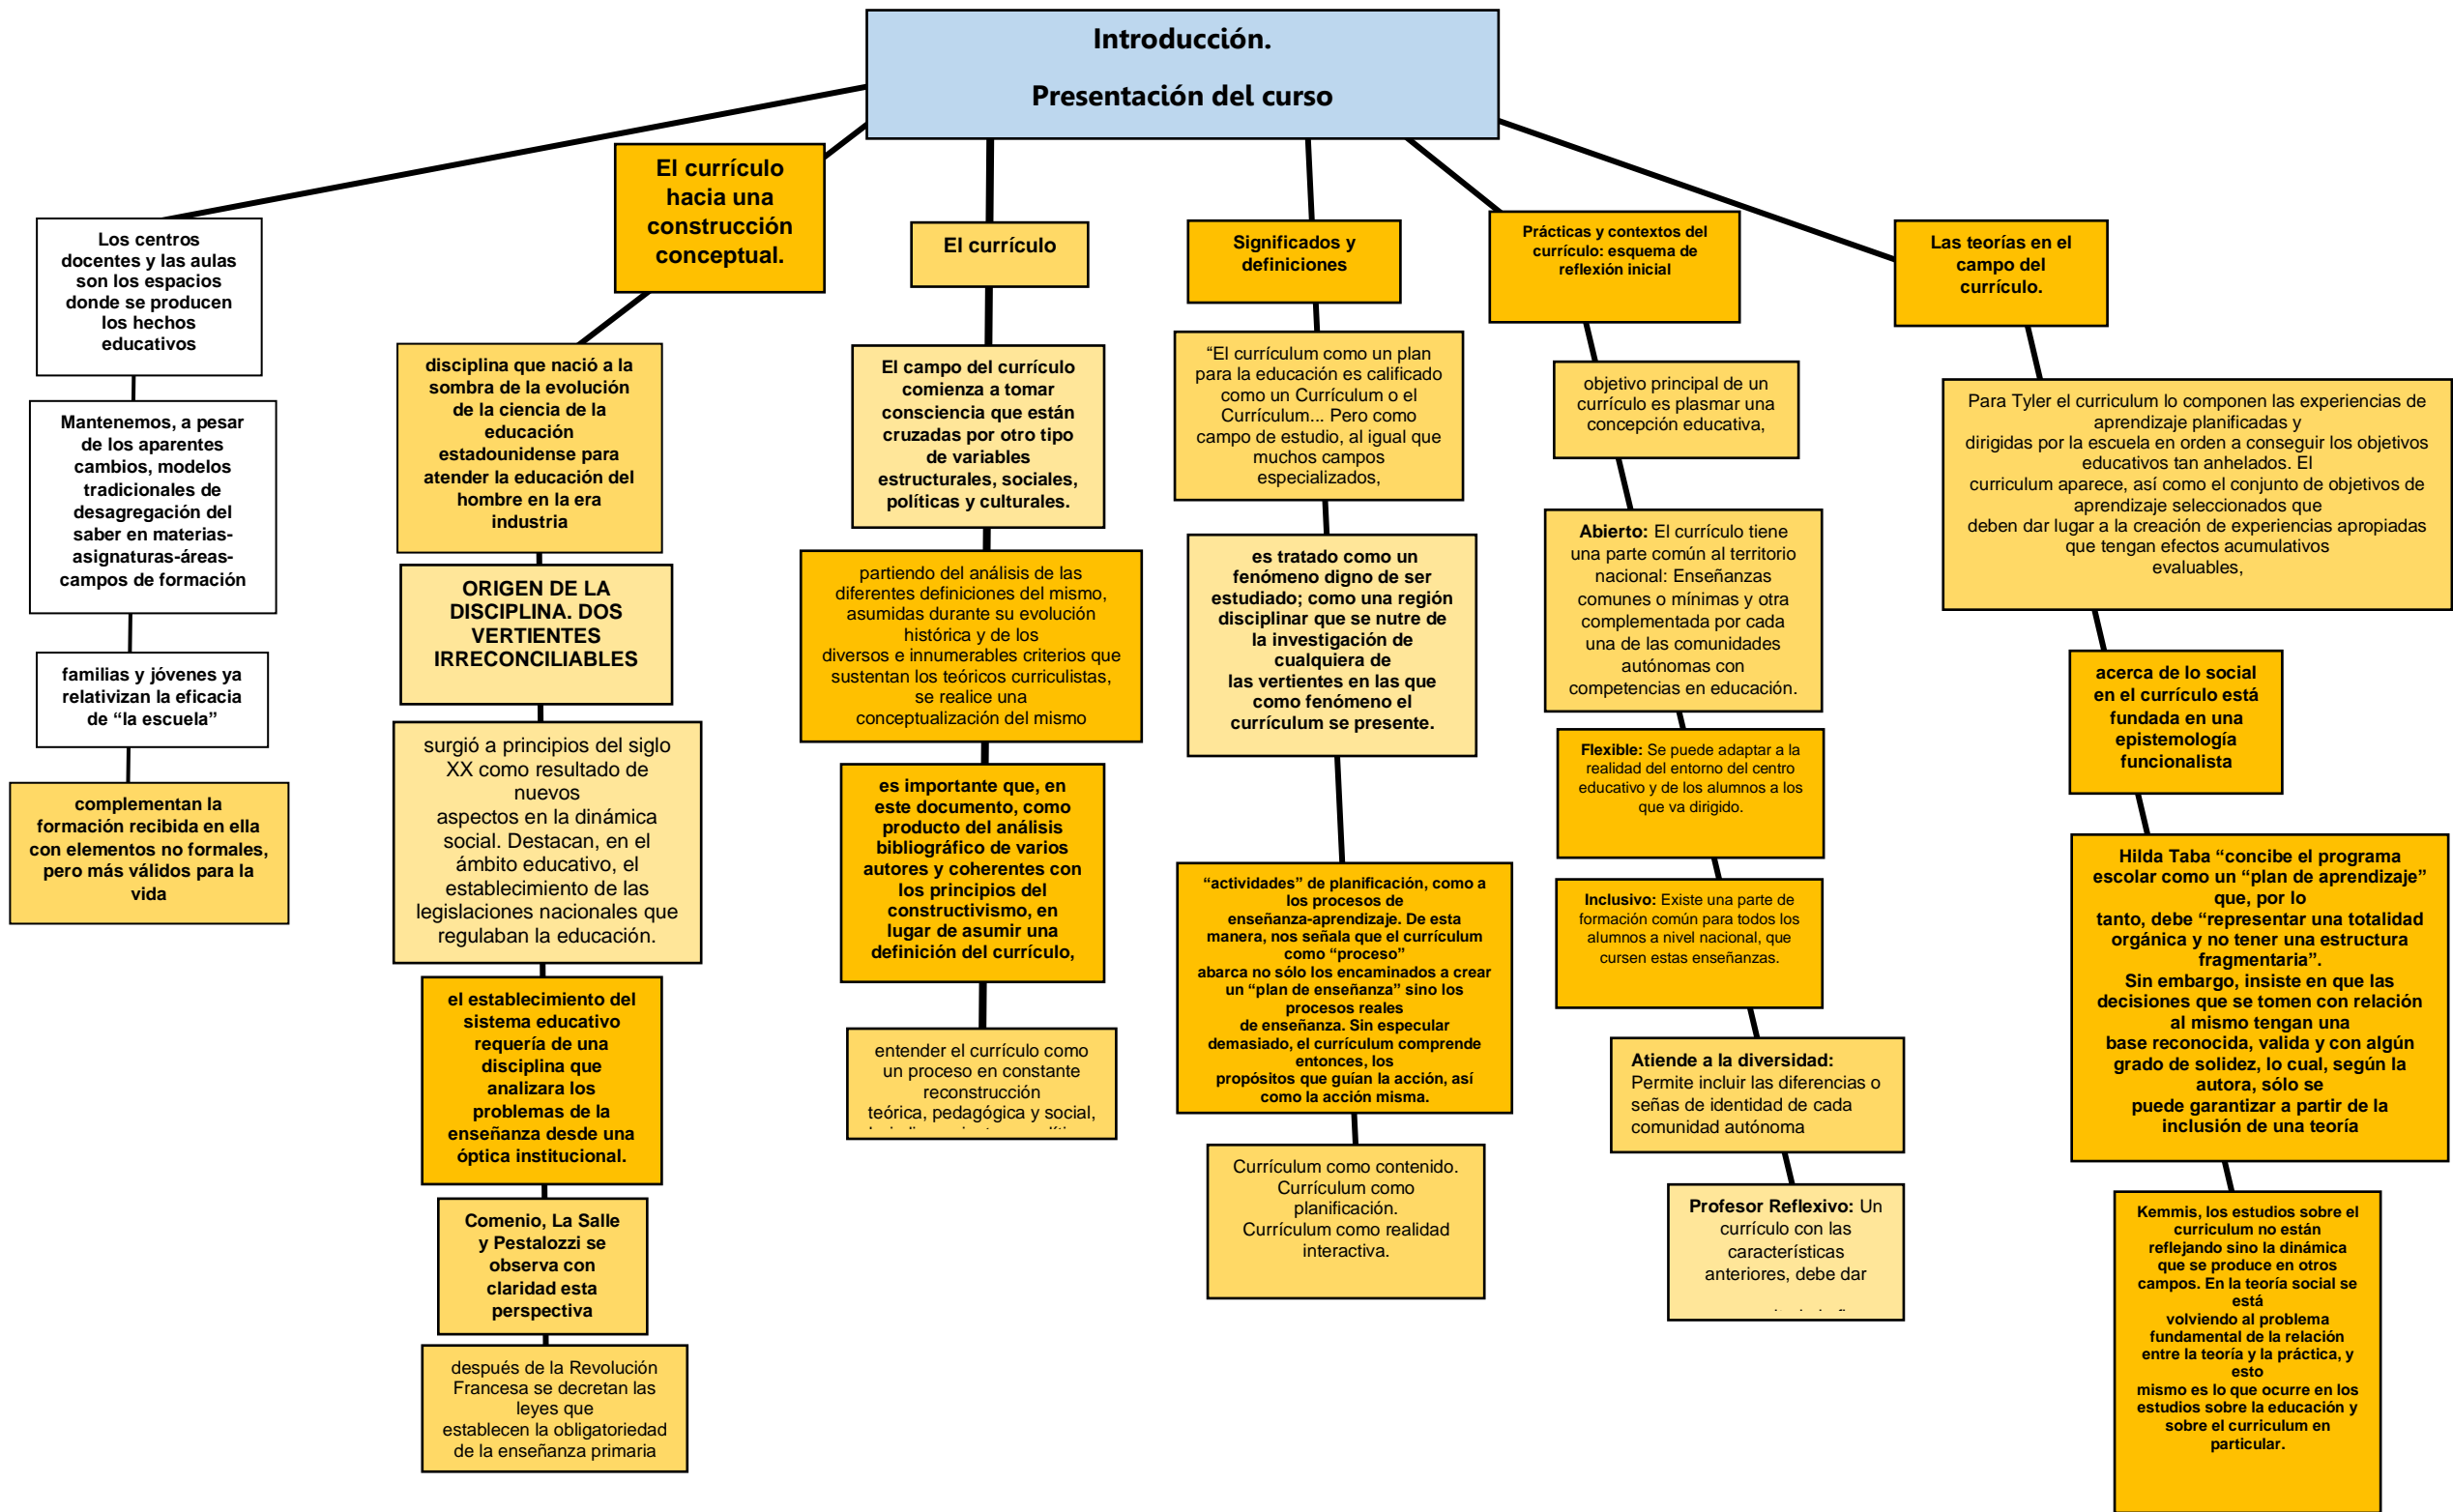 Introducción.
Presentación del curso
Los centros
docentes y las aulas
son los espacios
donde se producen
los hechos
educativos
Mantenemos, a pesar
de los aparentes
cambios, modelos
tradicionales de
desagregación del
saber en materias-
asignaturas-áreas-
campos de formación
familias y jóvenes ya
relativizan la eficacia
de “la escuela”
complementan la
formación recibida en ella
con elementos no formales,
pero más válidos para la
vida
El currículo
hacia una
construcción
conceptual.
disciplina que nació a la
sombra de la evolución
de la ciencia de la
educación
estadounidense para
atender la educación del
hombre en la era
industria
ORIGEN DE LA
DISCIPLINA. DOS
VERTIENTES
IRRECONCILIABLES
surgió a principios del siglo
XX como resultado de
nuevos
aspectos en la dinámica
social. Destacan, en el
ámbito educativo, el
establecimiento de las
legislaciones nacionales que
regulaban la educación.
el establecimiento del
sistema educativo
requería de una
disciplina que
analizara los
problemas de la
enseñanza desde una
óptica institucional.
Comenio, La Salle
y Pestalozzi se
observa con
claridad esta
perspectiva
después de la Revolución
Francesa se decretan las
leyes que
establecen la obligatoriedad
de la enseñanza primaria
El currículo
El campo del currículo
comienza a tomar
consciencia que están
cruzadas por otro tipo
de variables
estructurales, sociales,
políticas y culturales.
partiendo del análisis de las
diferentes definiciones del mismo,
asumidas durante su evolución
histórica y de los
diversos e innumerables criterios que
sustentan los teóricos curriculistas,
se realice una
conceptualización del mismo
es importante que, en
este documento, como
producto del análisis
bibliográfico de varios
autores y coherentes con
los principios del
constructivismo, en
lugar de asumir una
definición del currículo,
entender el currículo como
un proceso en constante
reconstrucción
teórica, pedagógica y social,
Significados y
definiciones
“El currículum como un plan
para la educación es calificado
como un Currículum o el
Currículum... Pero como
campo de estudio, al igual que
muchos campos
especializados,
es tratado como un
fenómeno digno de ser
estudiado; como una región
disciplinar que se nutre de
la investigación de
cualquiera de
las vertientes en las que
como fenómeno el
currículum se presente.
“actividades” de planificación, como a
los procesos de
enseñanza-aprendizaje. De esta
manera, nos señala que el currículum
como “proceso”
abarca no sólo los encaminados a crear
un “plan de enseñanza” sino los
procesos reales
de enseñanza. Sin especular
demasiado, el currículum comprende
entonces, los
propósitos que guían la acción, así
como la acción misma.
Currículum como contenido.
Currículum como
planificación.
Currículum como realidad
interactiva.
Prácticas y contextos del
currículo: esquema de
reflexión inicial
objetivo principal de un
currículo es plasmar una
concepción educativa,
Abierto: El currículo tiene
una parte común al territorio
nacional: Enseñanzas
comunes o mínimas y otra
complementada por cada
una de las comunidades
autónomas con
competencias en educación.
Flexible: Se puede adaptar a la
realidad del entorno del centro
educativo y de los alumnos a los
que va dirigido.
Inclusivo: Existe una parte de
formación común para todos los
alumnos a nivel nacional, que
cursen estas enseñanzas.
Atiende a la diversidad:
Permite incluir las diferencias o
señas de identidad de cada
comunidad autónoma
Profesor Reflexivo: Un
currículo con las
características
anteriores, debe dar
Las teorías en el
campo del
currículo.
Para Tyler el curriculum lo componen las experiencias de
aprendizaje planificadas y
dirigidas por la escuela en orden a conseguir los objetivos
educativos tan anhelados. El
curriculum aparece, así como el conjunto de objetivos de
aprendizaje seleccionados que
deben dar lugar a la creación de experiencias apropiadas
que tengan efectos acumulativos
evaluables,
acerca de lo social
en el currículo está
fundada en una
epistemología
funcionalista
Hilda Taba “concibe el programa
escolar como un “plan de aprendizaje”
que, por lo
tanto, debe “representar una totalidad
orgánica y no tener una estructura
fragmentaria”.
Sin embargo, insiste en que las
decisiones que se tomen con relación
al mismo tengan una
base reconocida, valida y con algún
grado de solidez, lo cual, según la
autora, sólo se
puede garantizar a partir de la
inclusión de una teoría
Kemmis, los estudios sobre el
curriculum no están
reflejando sino la dinámica
que se produce en otros
campos. En la teoría social se
está
volviendo al problema
fundamental de la relación
entre la teoría y la práctica, y
esto
mismo es lo que ocurre en los
estudios sobre la educación y
sobre el curriculum en
particular.